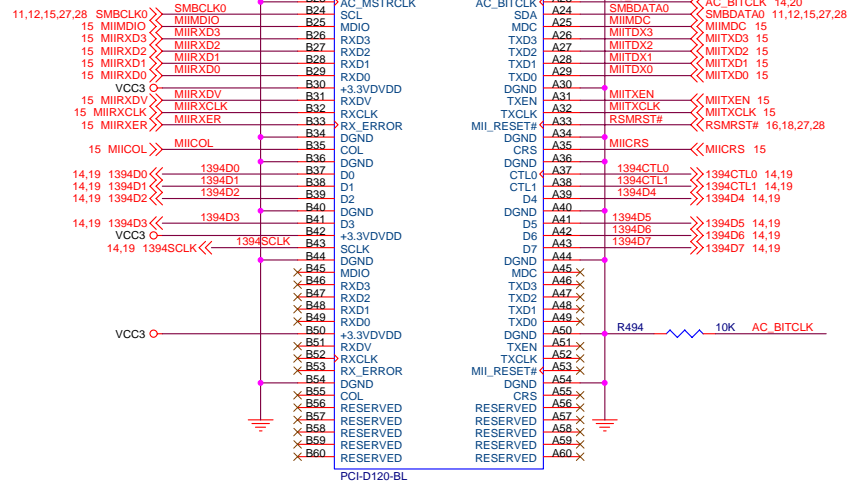 B23 AC_MSTRCLK AC_BITCLK A23 AC_BITCLK 14,20
11,12,15,27,28 SMBCLK0 SMBCLK0 B24 SCL SDA A24 SMBDATA0 SMBDATA0 11,12,15,27,28
15 MIIMDIO MIIMDIO B25 MDIO MDC A25 MIIMDC MIIMDC 15
15 MIIRXD3 MIIRXD3 B26 RXD3 TXD3 A26 MIITDX3 MIITXD3 15
15 MIIRXD2 MIIRXD2 B27 RXD2 TXD2 A27 MIITDX2 MIITXD2 15
15 MIIRXD1 MIIRXD1 B28 RXD1 TXD1 A28 MIITDX1 MIITXD1 15
15 MIIRXD0 MIIRXD0 B29 RXD0 TXD0 A29 MIITDX0 MIITXD0 15
VCC3 B30 +3.3VDVDD DGND A30
15 MIIRXDV MIIRXDV B31 RXDV TXEN A31 MIITXEN MIITXEN 15
15 MIIRXCLK MIIRXCLK B32 RXCLK TXCLK A32 MIITXCLK MIITXCLK 15
15 MIIRXER MIIRXER B33 RX_ERROR MII_RESET# A33 RSMRST# RSMRST# 16,18,27,28
B34 DGND DGND A34
15 MIICOL MIICOL B35 COL CRS A35 MIICRS MIICRS 15
B36 DGND DGND A36
14,19 1394D0 1394D0 B37 D0 CTL0 A37 1394CTL0 1394CTL0 14,19
14,19 1394D1 1394D1 B38 D1 CTL1 A38 1394CTL1 1394CTL1 14,19
14,19 1394D2 1394D2 B39 D2 D4 A39 1394D4 1394D4 14,19
B40 DGND DGND A40
14,19 1394D3 1394D3 B41 D3 D5 A41 1394D5 1394D5 14,19
VCC3 B42 +3.3VDVDD D6 A42 1394D6 1394D6 14,19
14,19 1394SCLK 1394SCLK B43 SCLK D7 A43 1394D7 1394D7 14,19
B44 DGND DGND A44
B45 MDIO MDC A45
B46 RXD3 TXD3 A46
B47 RXD2 TXD2 A47
B48 RXD1 TXD1 A48
B49 RXD0 TXD0 A49
VCC3 B50 +3.3VDVDD DGND A50 R494 10K AC_BITCLK
B51 RXDV TXEN A51
B52 RXCLK TXCLK A52
B53 RX_ERROR MII_RESET# A53
B54 DGND DGND A54
B55 COL CRS A55
B56 RESERVED RESERVED A56
B57 RESERVED RESERVED A57
B58 RESERVED RESERVED A58
B59 RESERVED RESERVED A59
B60 RESERVED RESERVED A60
PCI-D120-BL